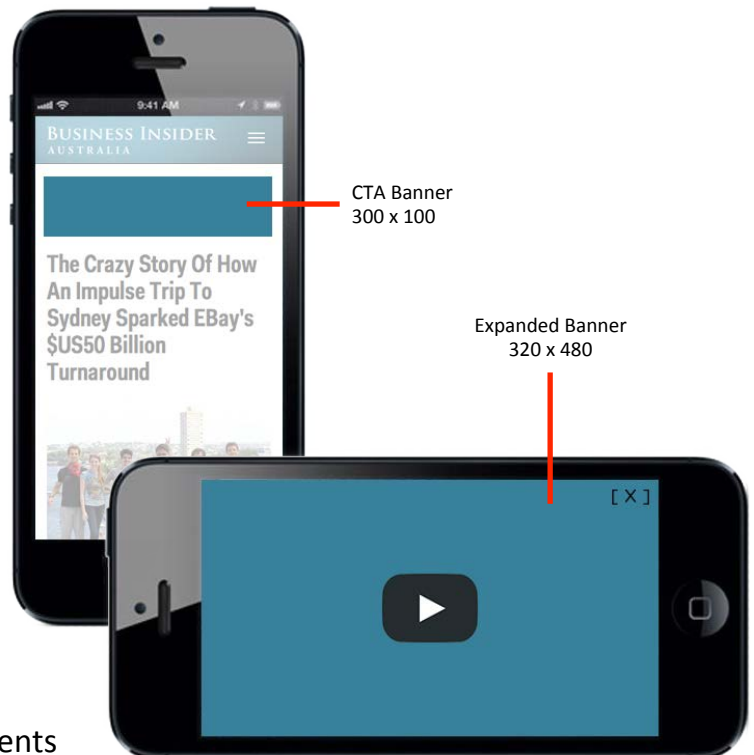 9:41 AM
BUSINESS INSIDER
AUSTRALIA
CTA Banner
300 x 100
The Crazy Story Of How
An Impulse Trip To
Sydney Sparked EBay's
$US50 Billion
Turnaround
Expanded Banner
320 x 480
[ X ]
ents